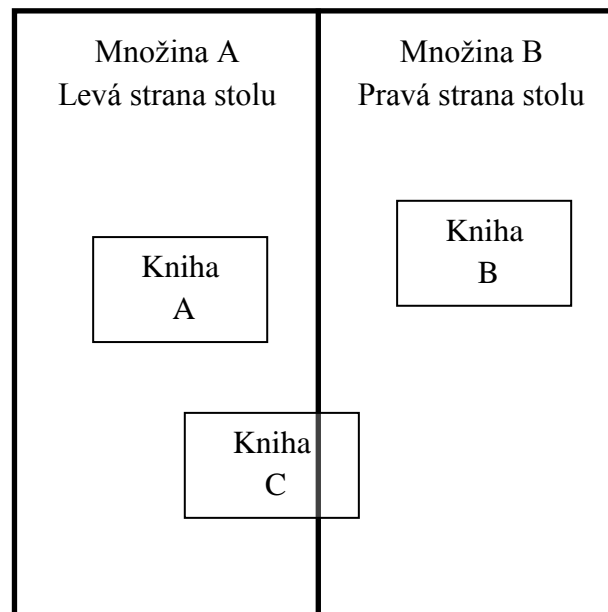 Množina A
Levá strana stolu
Množina B
Pravá strana stolu
Kniha
A
Kniha
B
Kniha
C